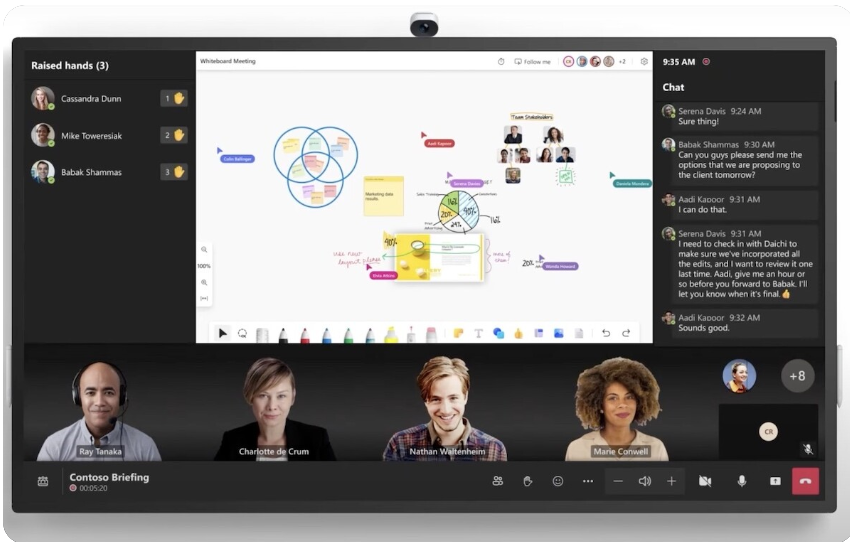 Raised hands (3)
Cassandra Dunn 1
Mike Toweresiak 2
Babak Shammas 3
Whiteboard Meeting
Follow me
CR
+2
Team Stakeholders
Colin Ballinger
Aadi Kapoor
Serena Davis
Daniela Mandera
Marketing data
results
16%
20%
40%
24%
16%
40%
use new
layout
20%
Wanda Howard
100%
9:35 AM
Chat
Serena Davis 9:24 AM
Sure thing!
Babak Shammas 9:30 AM
Can you guys please send me the
options that we are proposing to
the client tomorrow?
Aadi Kapoor 9:31 AM
I can do that.
Serena Davis 9:31 AM
I need to check in with Daichi to
make sure we've incorporated all
the edits, and I want to review it one
last time. Aadi, give me an hour or
so before you forward to Babak. I'll
let you know when it's final.👍
Aadi Kapoor 9:32 AM
Sounds good.
Ray Tanaka
Charlotte de Crum
Nathan Waltenheim
Marie Conwell
+8
CR
Contoso Briefing
00:05:20